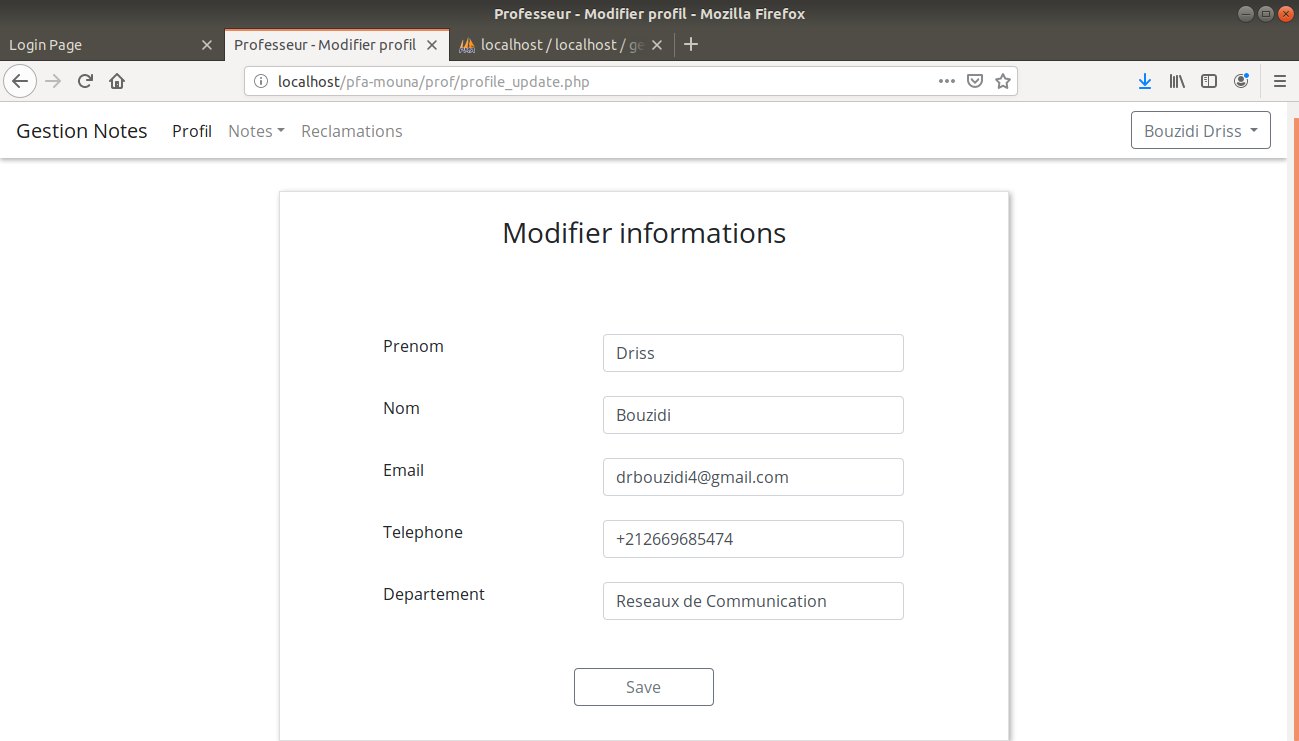 Professeur - Modifier profil - Mozilla Firefox
Login Page
Professeur - Modifier profil
localhost / localhost / ge
localhost/pfa-mouna/prof/profile_update.php
Gestion Notes Profil Notes Reclamations Bouzidi Driss
Modifier informations
Prenom Driss
Nom Bouzidi
Email drbouzidi4@gmail.com
Telephone +212669685474
Departement Reseaux de Communication
Save